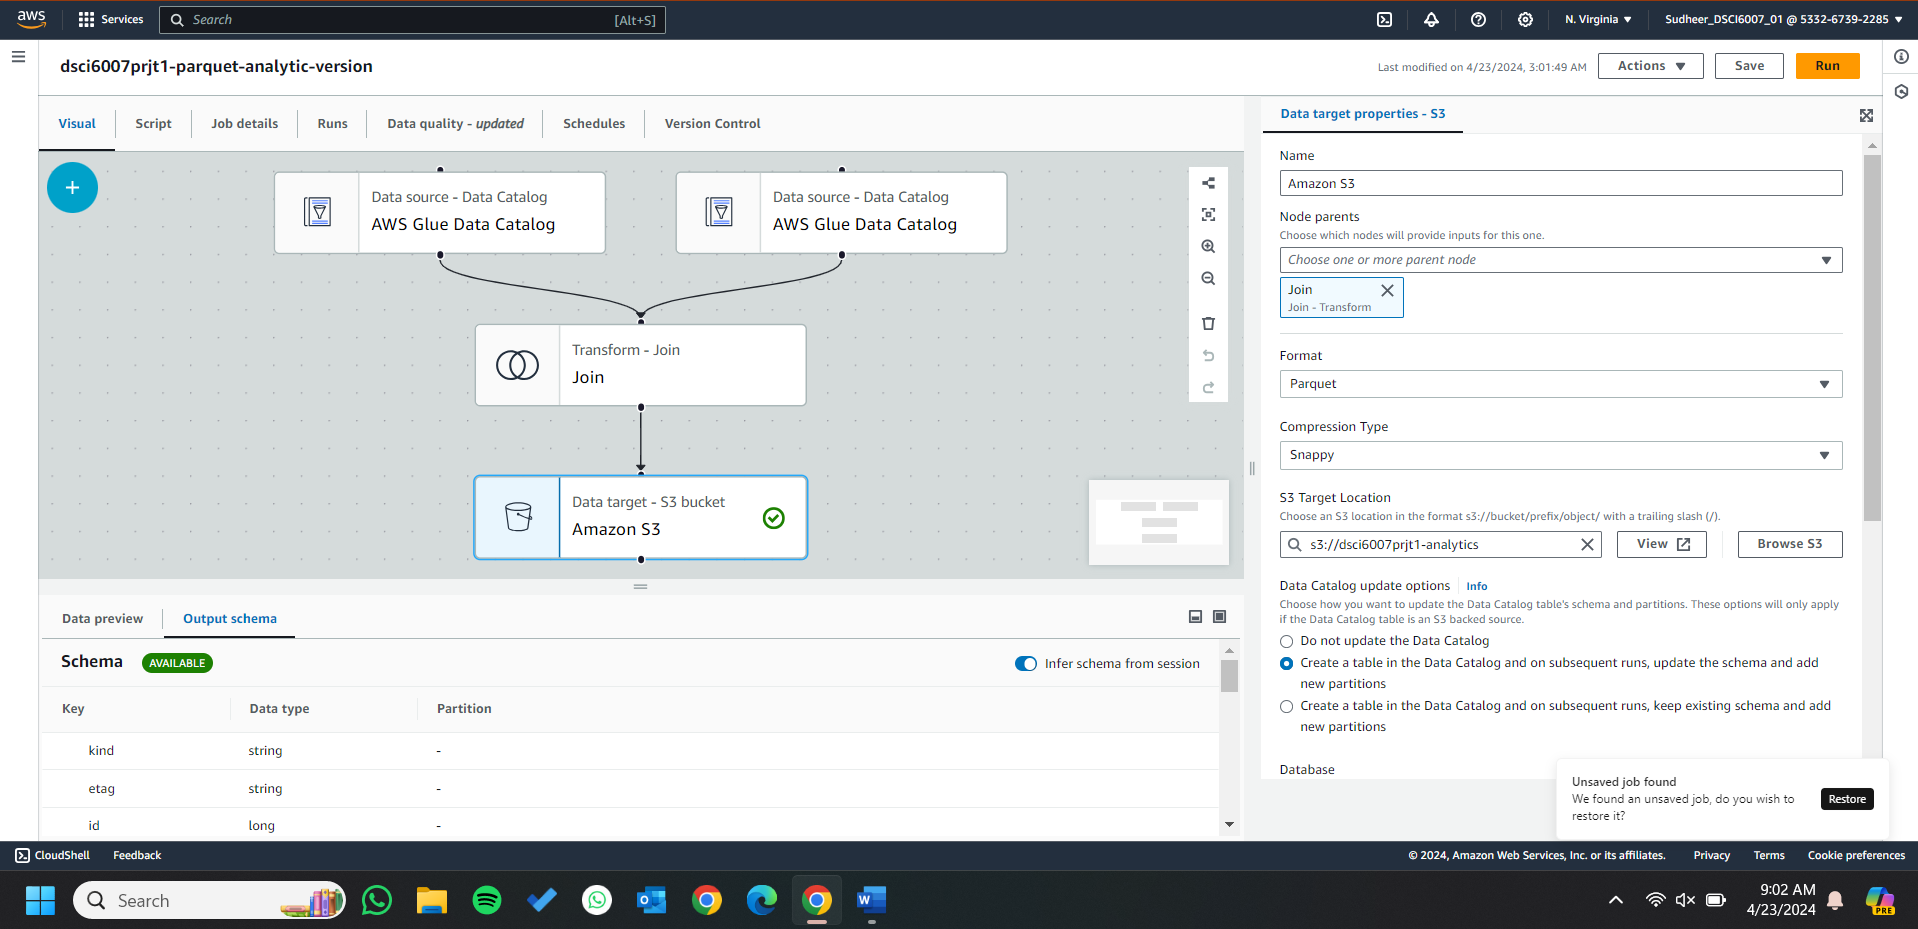 aws
Services
Search
[Alt+S]
N. Virginia
Sudheer_DSCI6007_01 @ 5332-6739-2285
dsci6007prjt1-parquet-analytic-version
Last modified on 4/23/2024, 3:01:49 AM
Actions
Save
Run
Visual
Script
Job details
Runs
Data quality - updated
Schedules
Version Control
Data source - Data Catalog
AWS Glue Data Catalog
Data source - Data Catalog
AWS Glue Data Catalog
Transform - Join
Join
Data target - S3 bucket
Amazon S3
Data preview
Output schema
Schema
AVAILABLE
Infer schema from session
Key
Data type
Partition
kind
string
-
etag
string
-
id
long
-
Data target properties - S3
Name
Amazon S3
Node parents
Choose which nodes will provide inputs for this one.
Choose one or more parent node
Join
Join - Transform
Format
Parquet
Compression Type
Snappy
S3 Target Location
Choose an S3 location in the format s3://bucket/prefix/object/ with a trailing slash (/).
s3://dsci6007prjt1-analytics
View
Browse S3
Data Catalog update options
Info
Choose how you want to update the Data Catalog table's schema and partitions. These options will only apply
if the Data Catalog table is an S3 backed source.
Do not update the Data Catalog
Create a table in the Data Catalog and on subsequent runs, update the schema and add
new partitions
Create a table in the Data Catalog and on subsequent runs, keep existing schema and add
new partitions
Database
Unsaved job found
We found an unsaved job, do you wish to
restore it?
Restore
CloudShell
Feedback
© 2024, Amazon Web Services, Inc. or its affiliates.
Privacy
Terms
Cookie preferences
Search
9:02 AM
4/23/2024
PRE